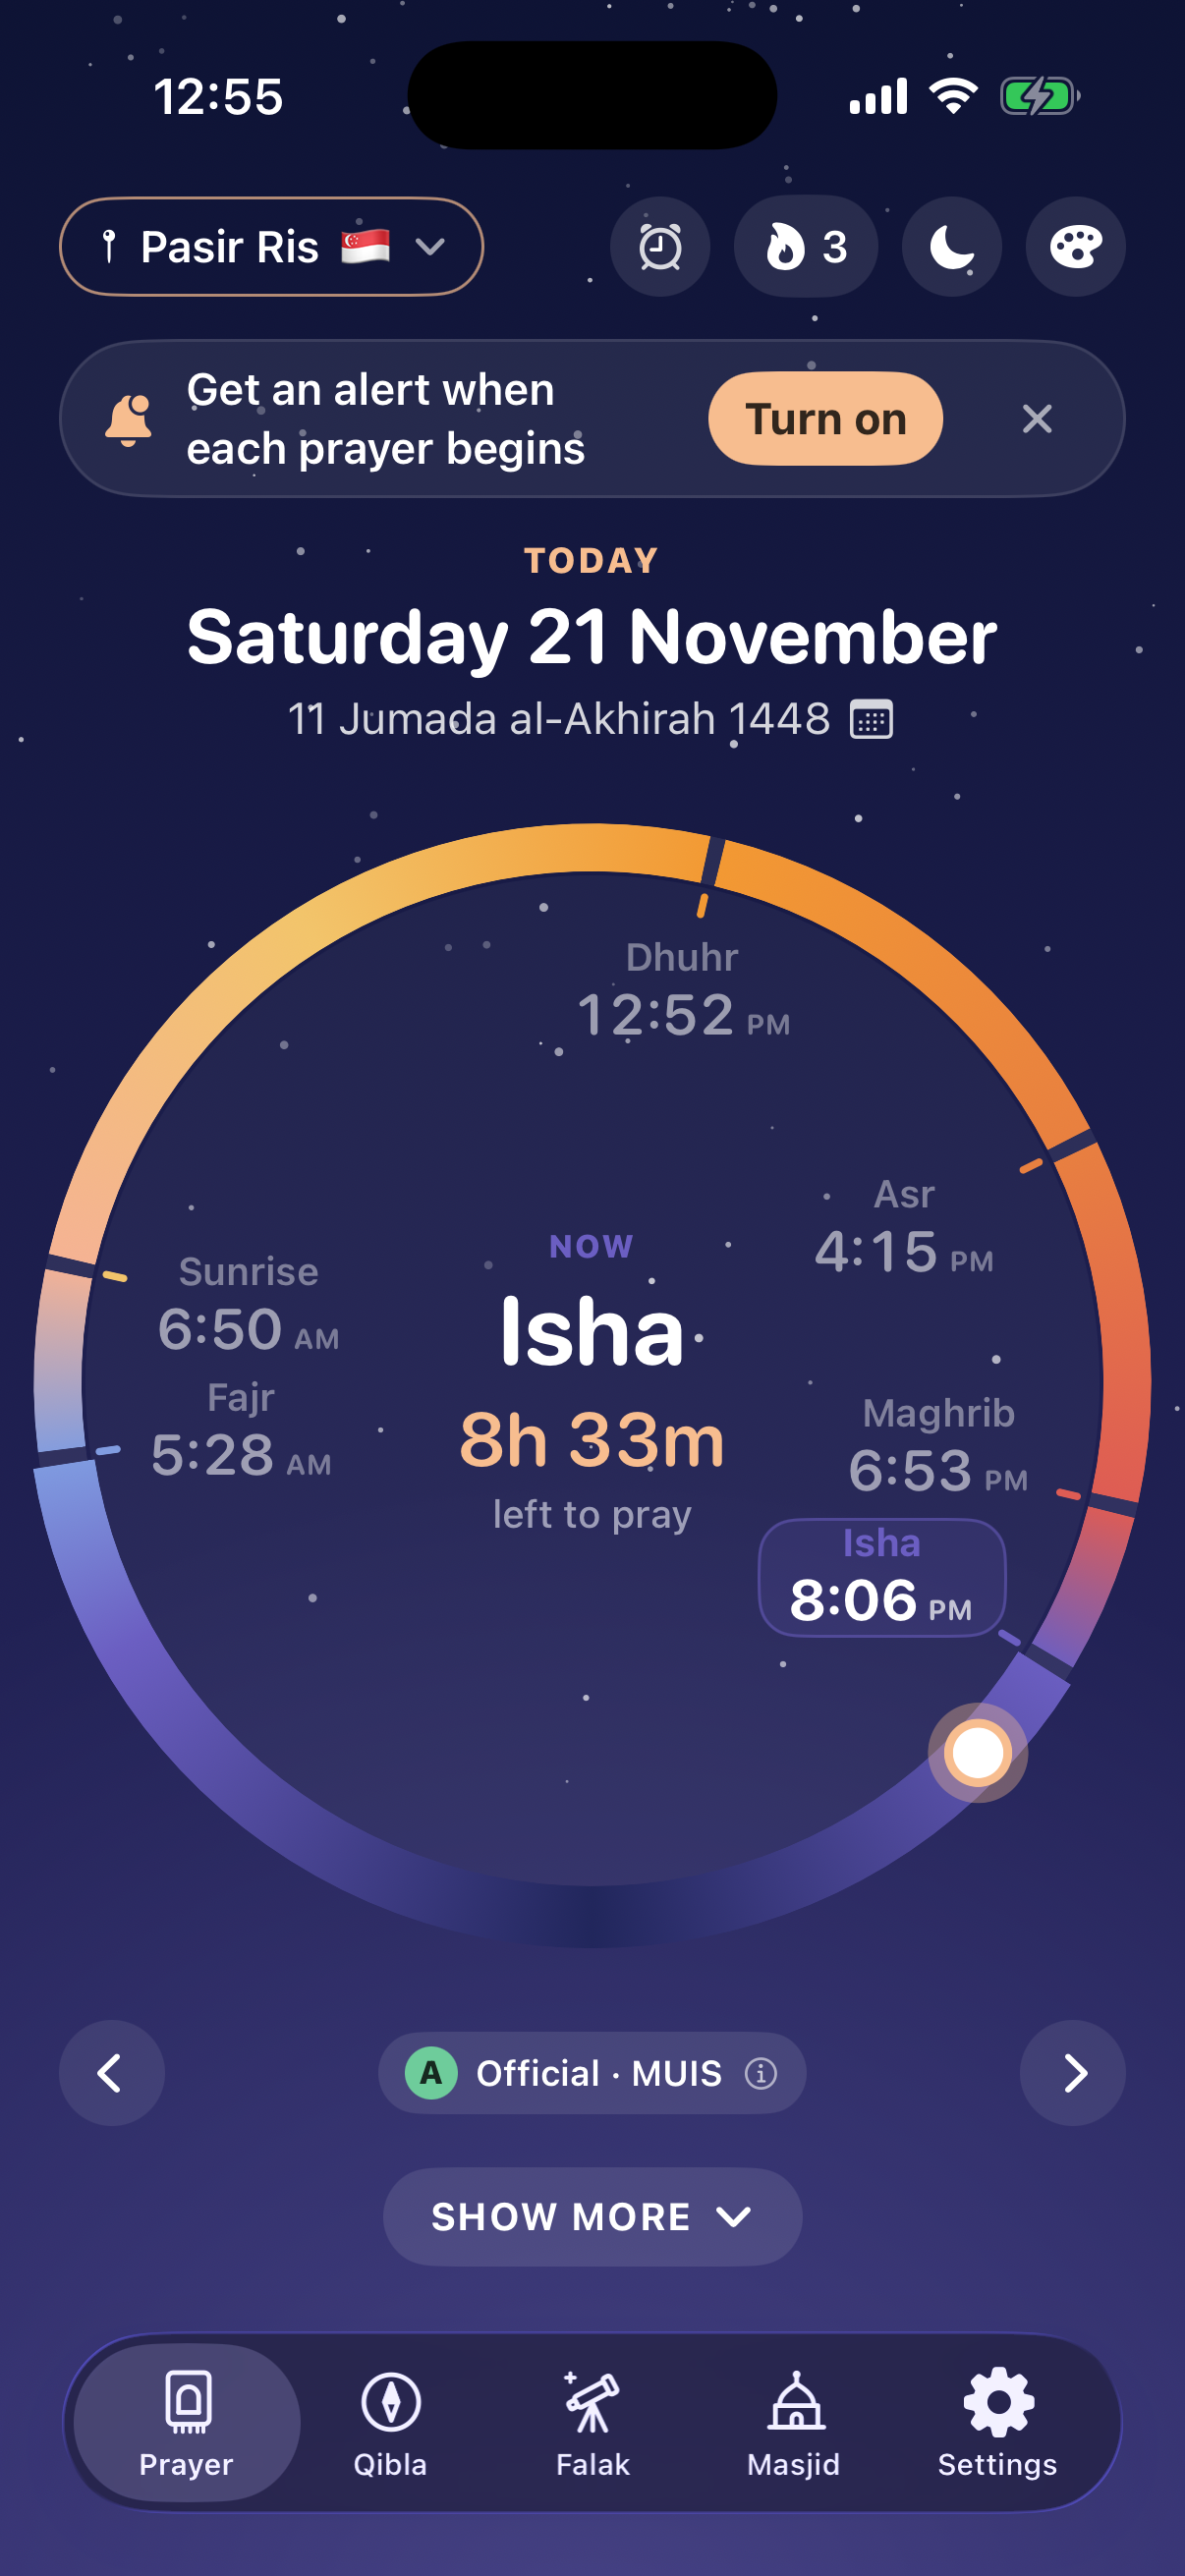 12:55
Pasir Ris
3
Get an alert when
each prayer begins
Turn on
TODAY
Saturday 21 November
11 Jumada al-Akhirah 1448
Dhuhr
12:52 PM
Asr
4:15 PM
Sunrise
6:50 AM
Fajr
5:28 AM
NOW
Isha
8h 33m
left to pray
Maghrib
6:53 PM
Isha
8:06 PM
A Official · MUIS
SHOW MORE
Prayer
Qibla
Falak
Masjid
Settings